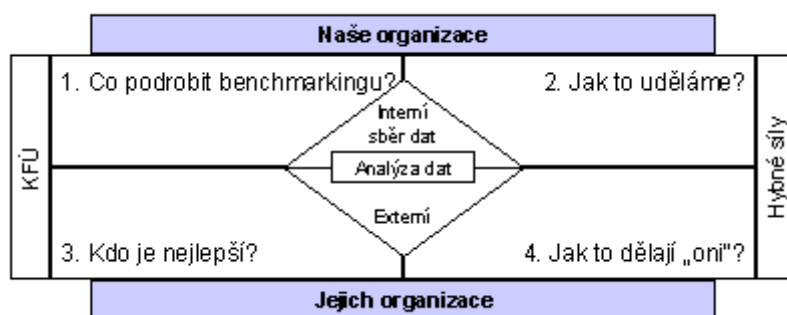 Naše organizace
1. Co podrobit benchmarkingu?
2. Jak to uděláme?
Interní
sběr dat
KFÚ
Analýza dat
Hybné síly
Externí
3. Kdo je nejlepší?
4. Jak to dělají „oni"?
Jejich organizace